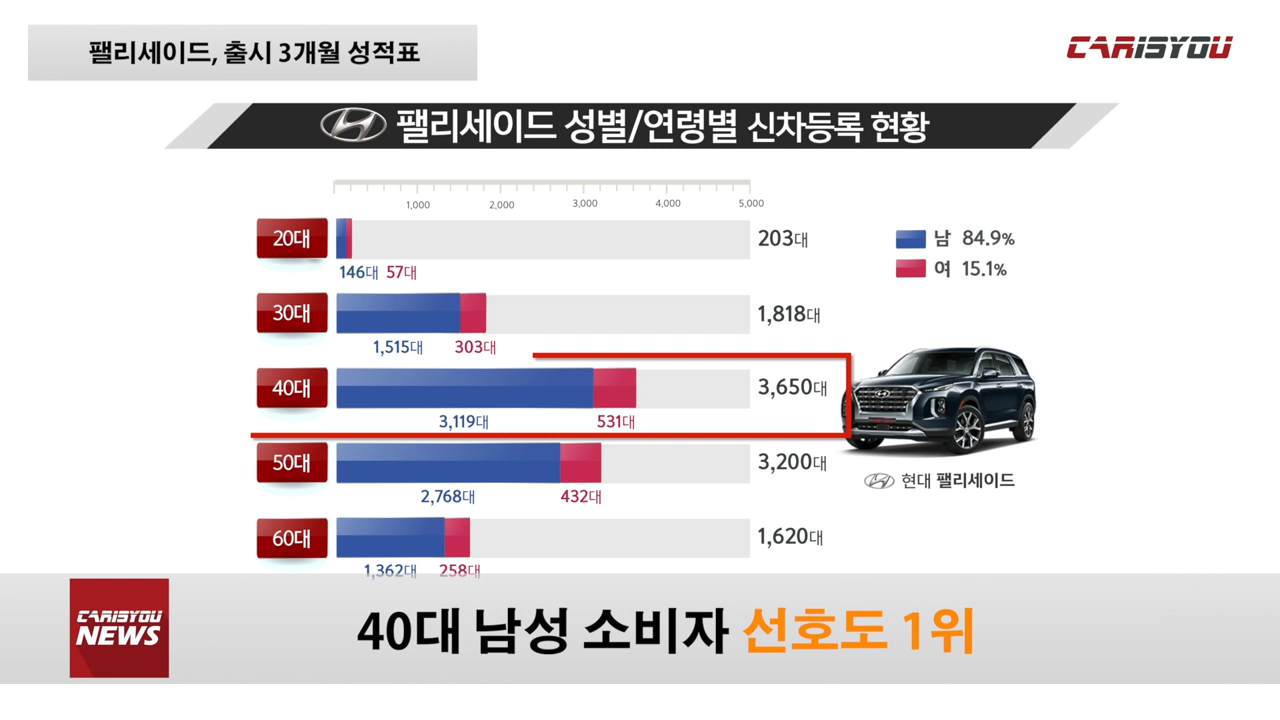 팰리세이드, 출시 3개월 성적표
CARISYOU
팰리세이드 성별/연령별 신차등록 현황
1,000 2,000 3,000 4,000 5,000
20대 203대
146대 57대
남 84.9%
여 15.1%
30대 1,818대
1,515대 303대
40대 3,650대
3,119대 531대
50대 3,200대
2,768대 432대
현대 팰리세이드
60대 1,620대
1,362대 258대
CARISYOU
NEWS
40대 남성 소비자 선호도 1위